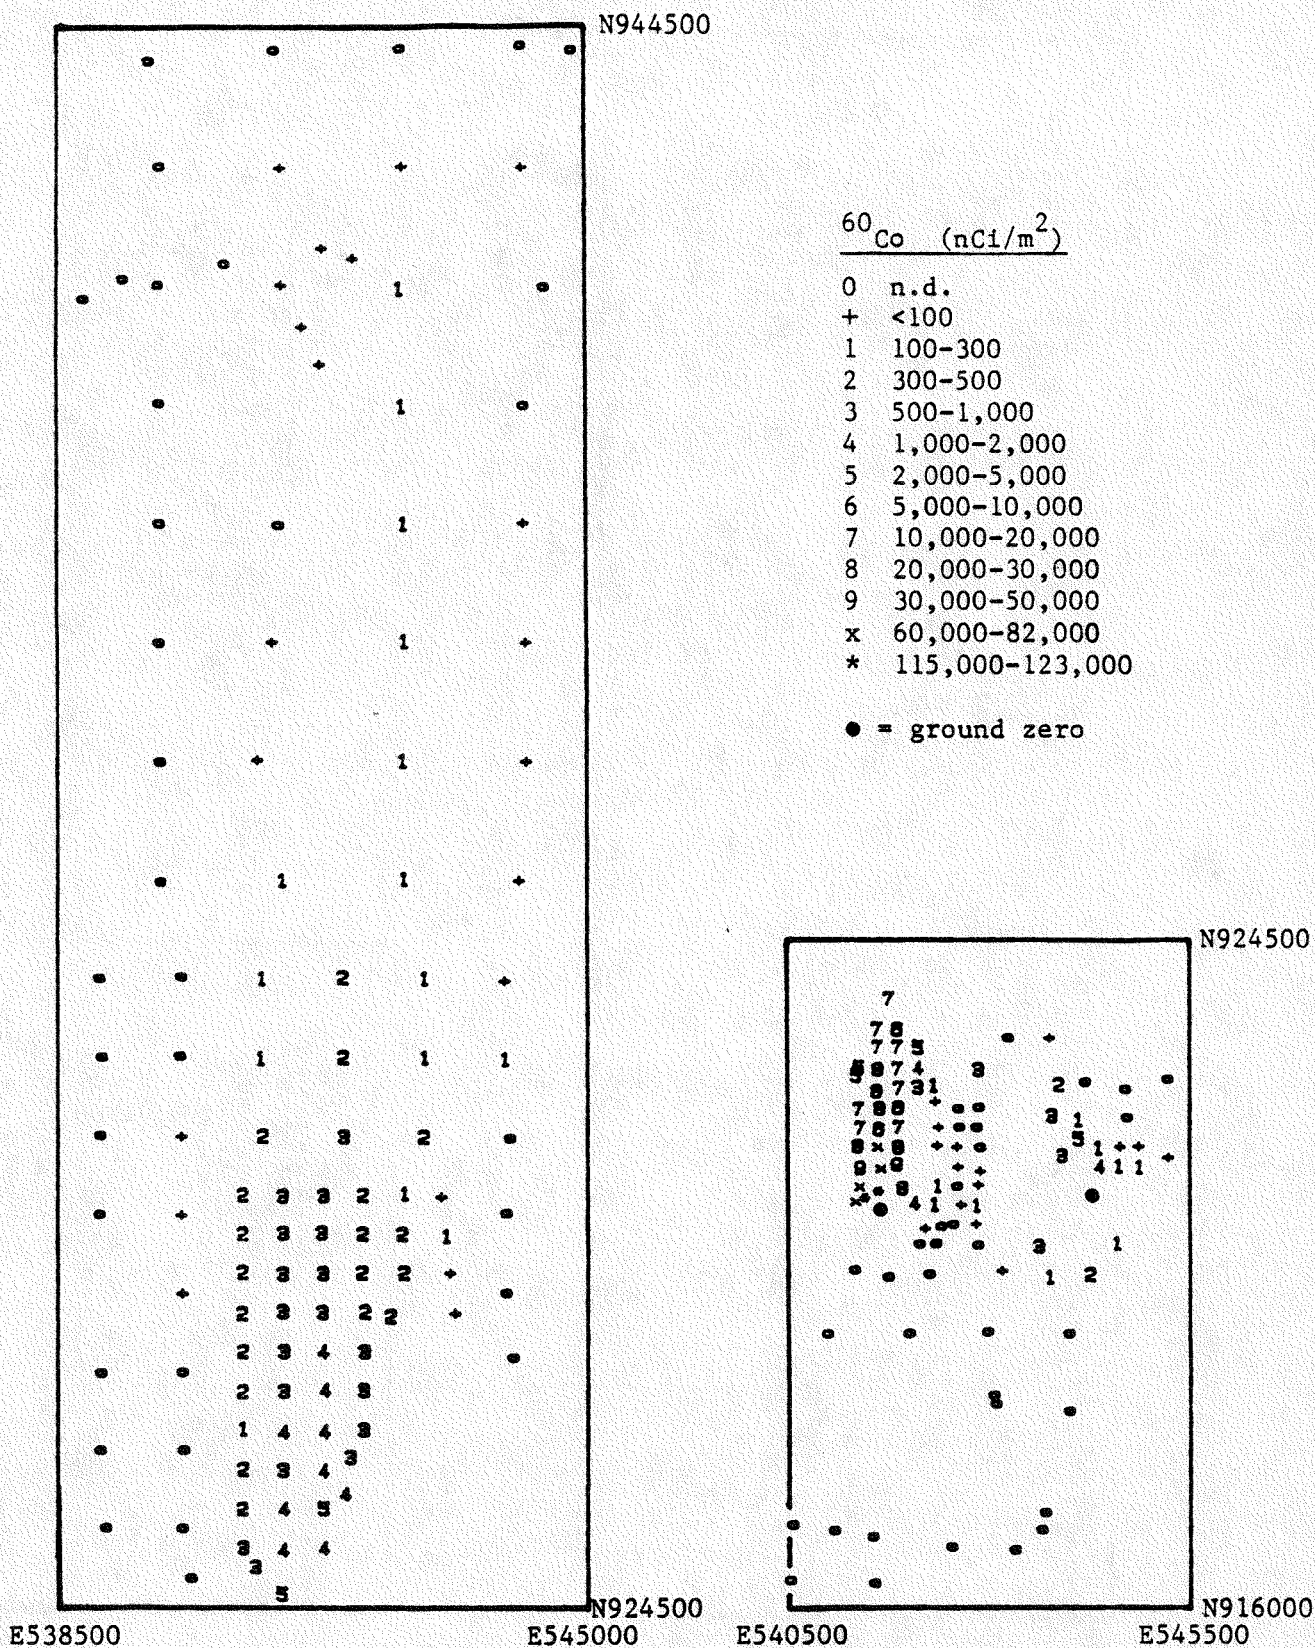 N944500
60Co (nCi/m2)
0 n.d.
+ <100
1 100-300
2 300-500
3 500-1,000
4 1,000-2,000
5 2,000-5,000
6 5,000-10,000
7 10,000-20,000
8 20,000-30,000
9 30,000-50,000
x 60,000-82,000
* 115,000-123,000
● = ground zero
N924500
N924500
N916000
E538500
E545000
E540500
E545500